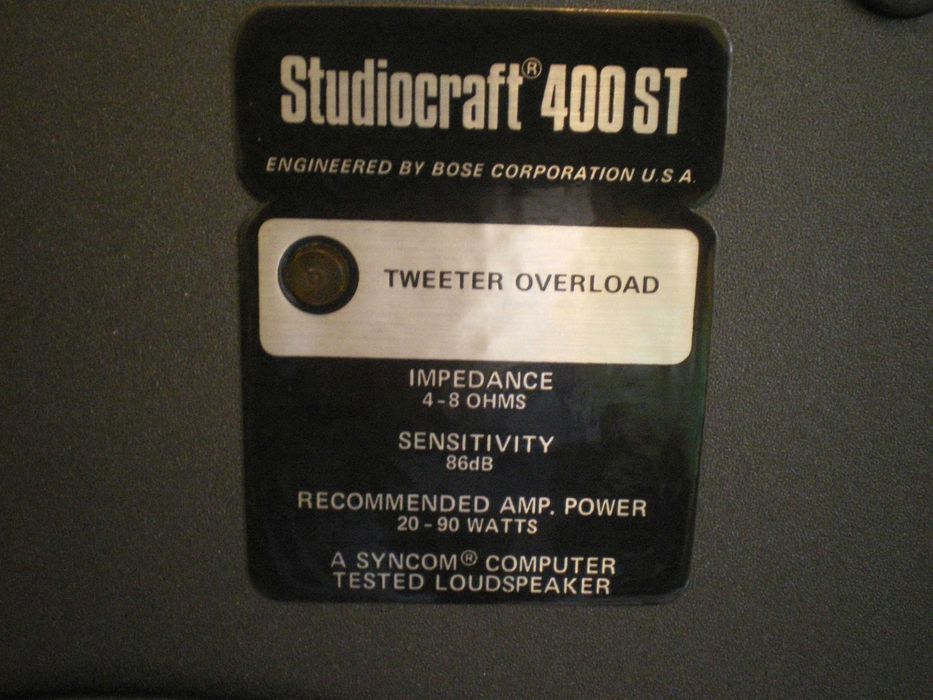 Studiocraft® 400 ST
ENGINEERED BY BOSE CORPORATION U.S.A.
TWEETER OVERLOAD
IMPEDANCE
4-8 OHMS
SENSITIVITY
86dB
RECOMMENDED AMP. POWER
20-90 WATTS
A SYNCOM® COMPUTER
TESTED LOUDSPEAKER